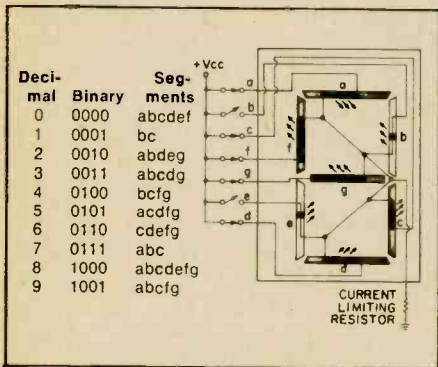 Deci-
mal Binary Seg-
ments
0 0000 abcdef
1 0001 bc
2 0010 abdeg
3 0011 abcdg
4 0100 bcfg
5 0101 acdfg
6 0110 cdefg
7 0111 abc
8 1000 abcdefg
9 1001 abcfg
+Vcc
a
b
c
f
g
e
d
a
f
b
g
e
c
d
CURRENT
LIMITING
RESISTOR